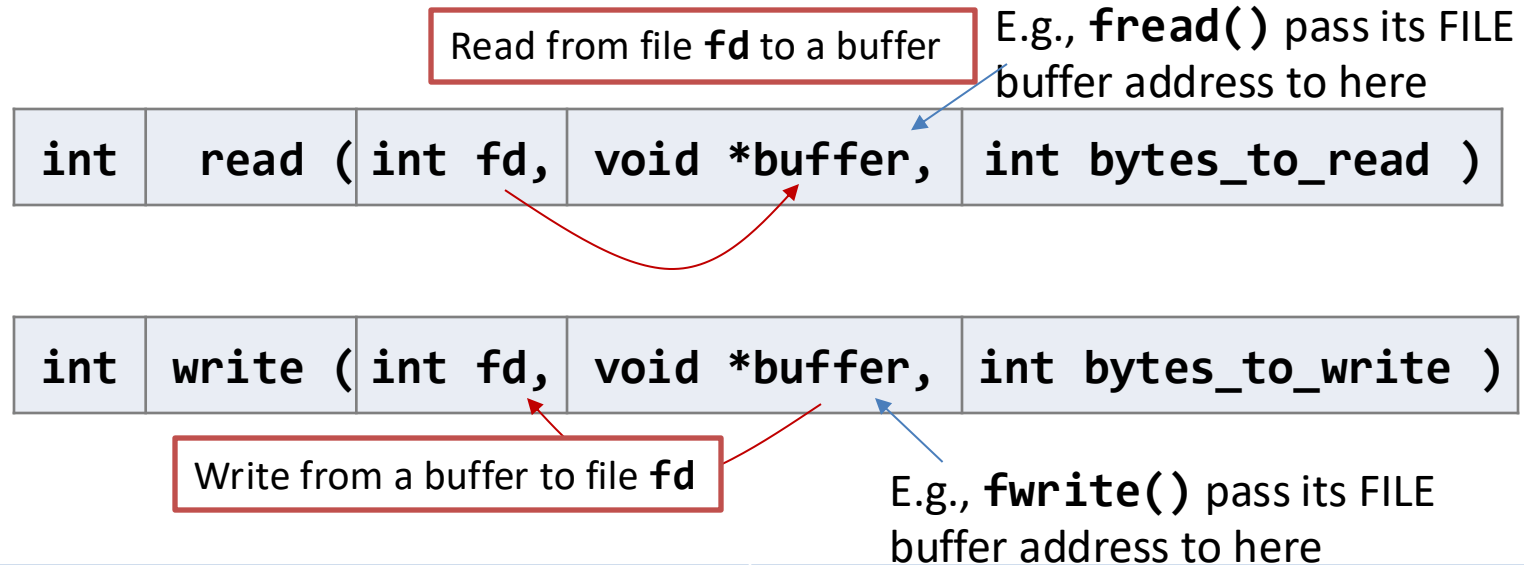 Read from file fd to a buffer
E.g., fread() pass its FILE
buffer address to here
int read ( int fd, void *buffer, int bytes_to_read )
int write ( int fd, void *buffer, int bytes_to_write )
Write from a buffer to file fd
E.g., fwrite() pass its FILE
buffer address to here